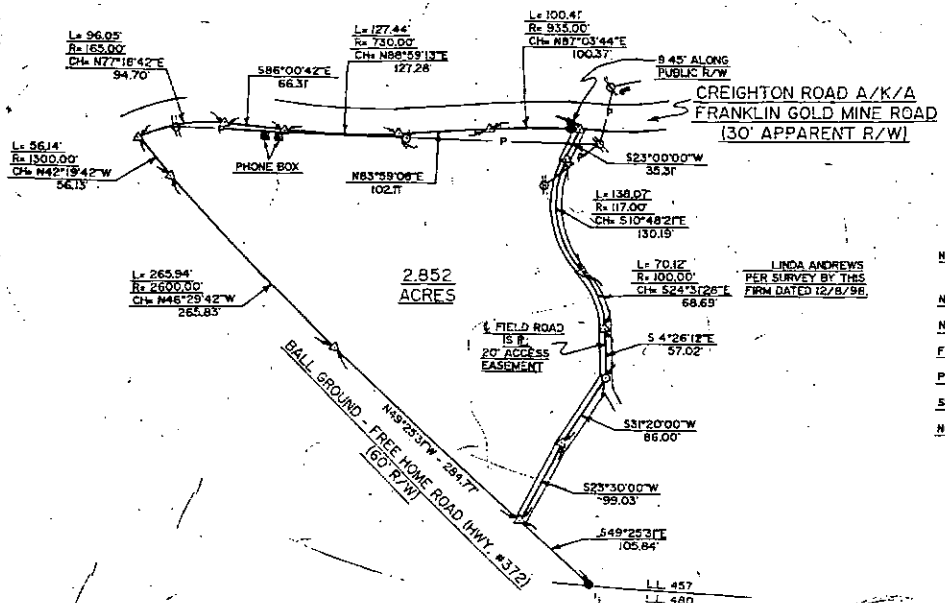 L= 96.05'
R= 165.00'
CH= N77°16'42"E
94.70'
S86°00'42"E
66.31'
L= 127.44'
R= 730.00'
CH= N88°59'13"E
127.28'
L= 100.41'
R= 935.00'
CH= N87°03'44"E
100.37'
9.45' ALONG
PUBLIC R/W
CREIGHTON ROAD A/K/A
FRANKLIN GOLD MINE ROAD
(30' APPARENT R/W)
L= 56.14'
R= 1300.00'
CH= N42°19'42"W
56.13'
PHONE BOX
P
P
N83°59'06"E
102.11'
S23°00'00"W
35.31'
L= 138.07'
R= 117.00'
CH= S10°48'21"E
130.19'
L= 265.94'
R= 2600.00'
CH= N46°29'42"W
265.83'
2.852
ACRES
L= 70.12'
R= 100.00'
CH= S24°31'26"E
68.69'
LINDA ANDREWS
PER SURVEY BY THIS
FIRM DATED 12/8/98
℄ FIELD ROAD
IS ⅊
20' ACCESS
EASEMENT
S 4°26'12"E
57.02'
BALL GROUND - FREE HOME ROAD (HWY. #372)
(60' R/W)
N49°25'31"W - 284.77'
S31°20'00"W
86.00'
S23°30'00"W
99.03'
S49°25'31"E
105.84'
L.L. 457
L.L. 480
N
N
N
F
P
S
N